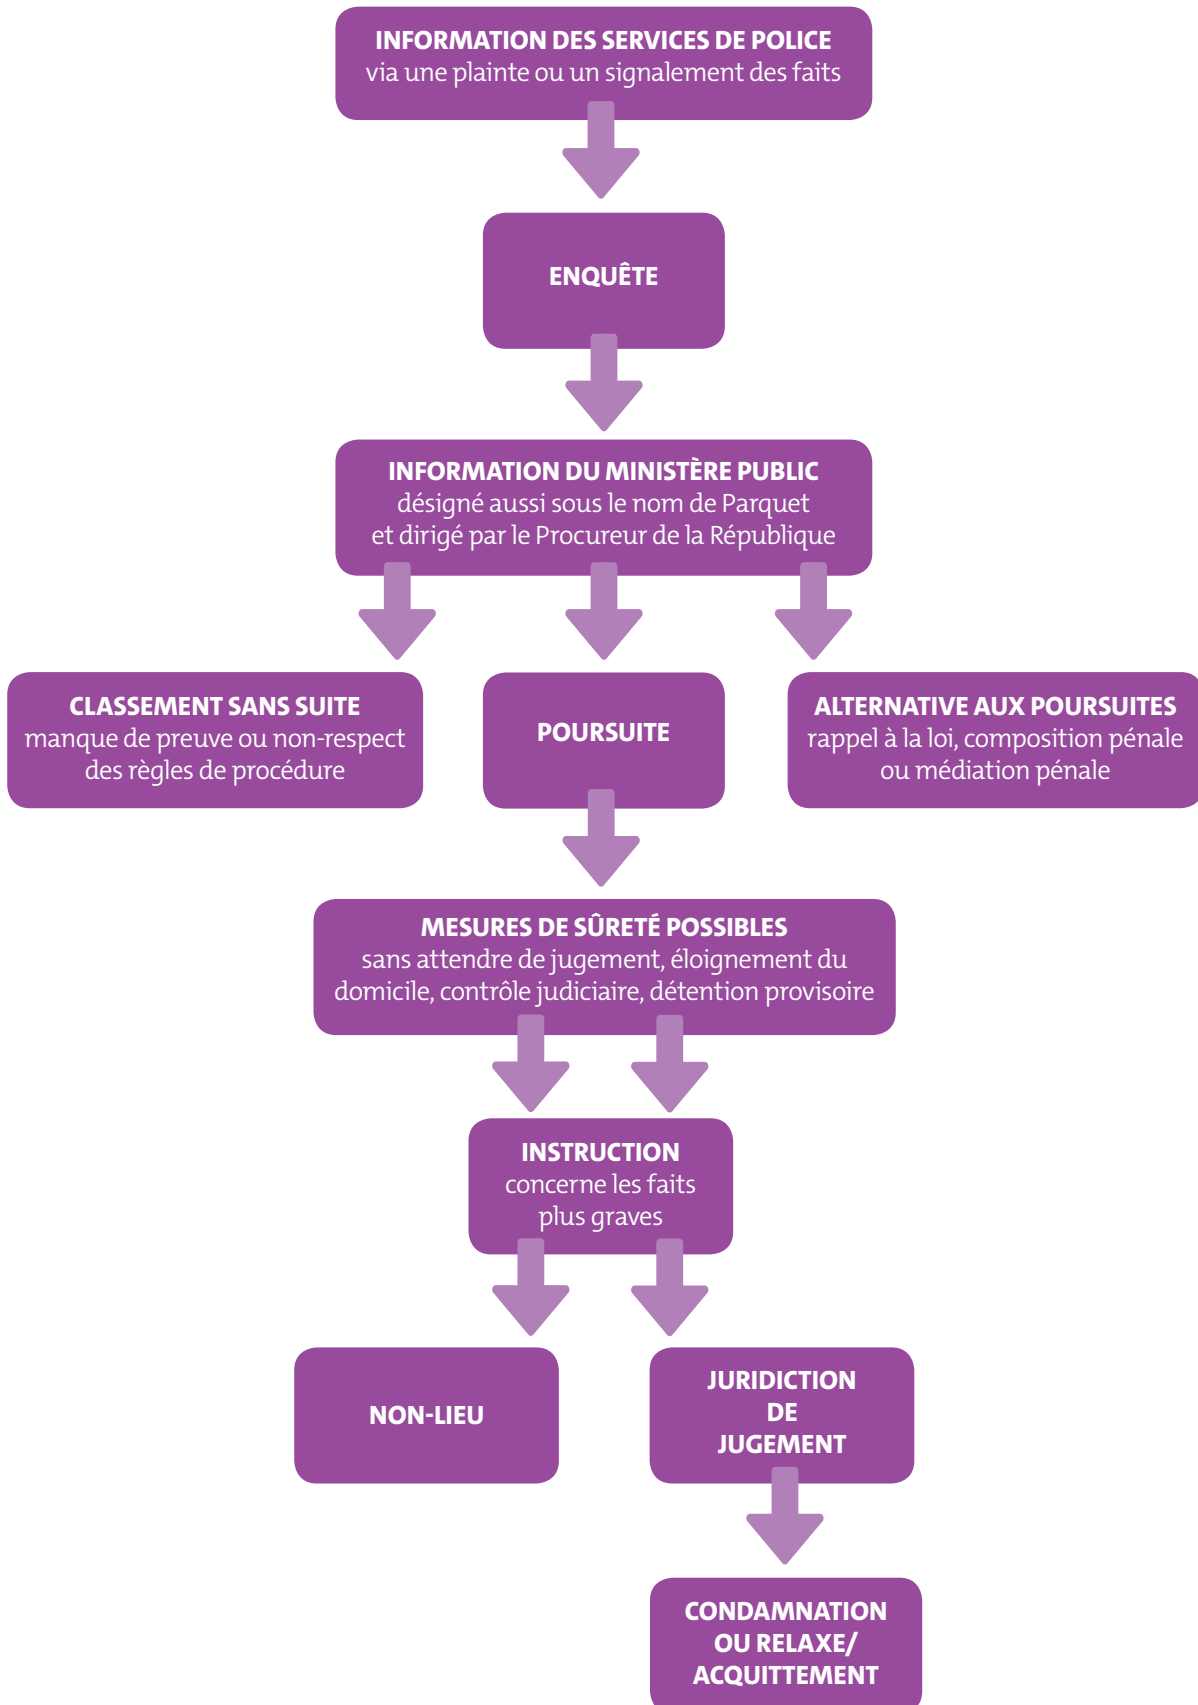 INFORMATION DES SERVICES DE POLICE
via une plainte ou un signalement des faits
ENQUÊTE
INFORMATION DU MINISTÈRE PUBLIC
désigné aussi sous le nom de Parquet
et dirigé par le Procureur de la République
CLASSEMENT SANS SUITE
manque de preuve ou non-respect
des règles de procédure
POURSUITE
ALTERNATIVE AUX POURSUITES
rappel à la loi, composition pénale
ou médiation pénale
MESURES DE SÛRETÉ POSSIBLES
sans attendre de jugement, éloignement du
domicile, contrôle judiciaire, détention provisoire
INSTRUCTION
concerne les faits
plus graves
NON-LIEU
JURIDICTION
DE
JUGEMENT
CONDAMNATION
OU RELAXE/
ACQUITTEMENT